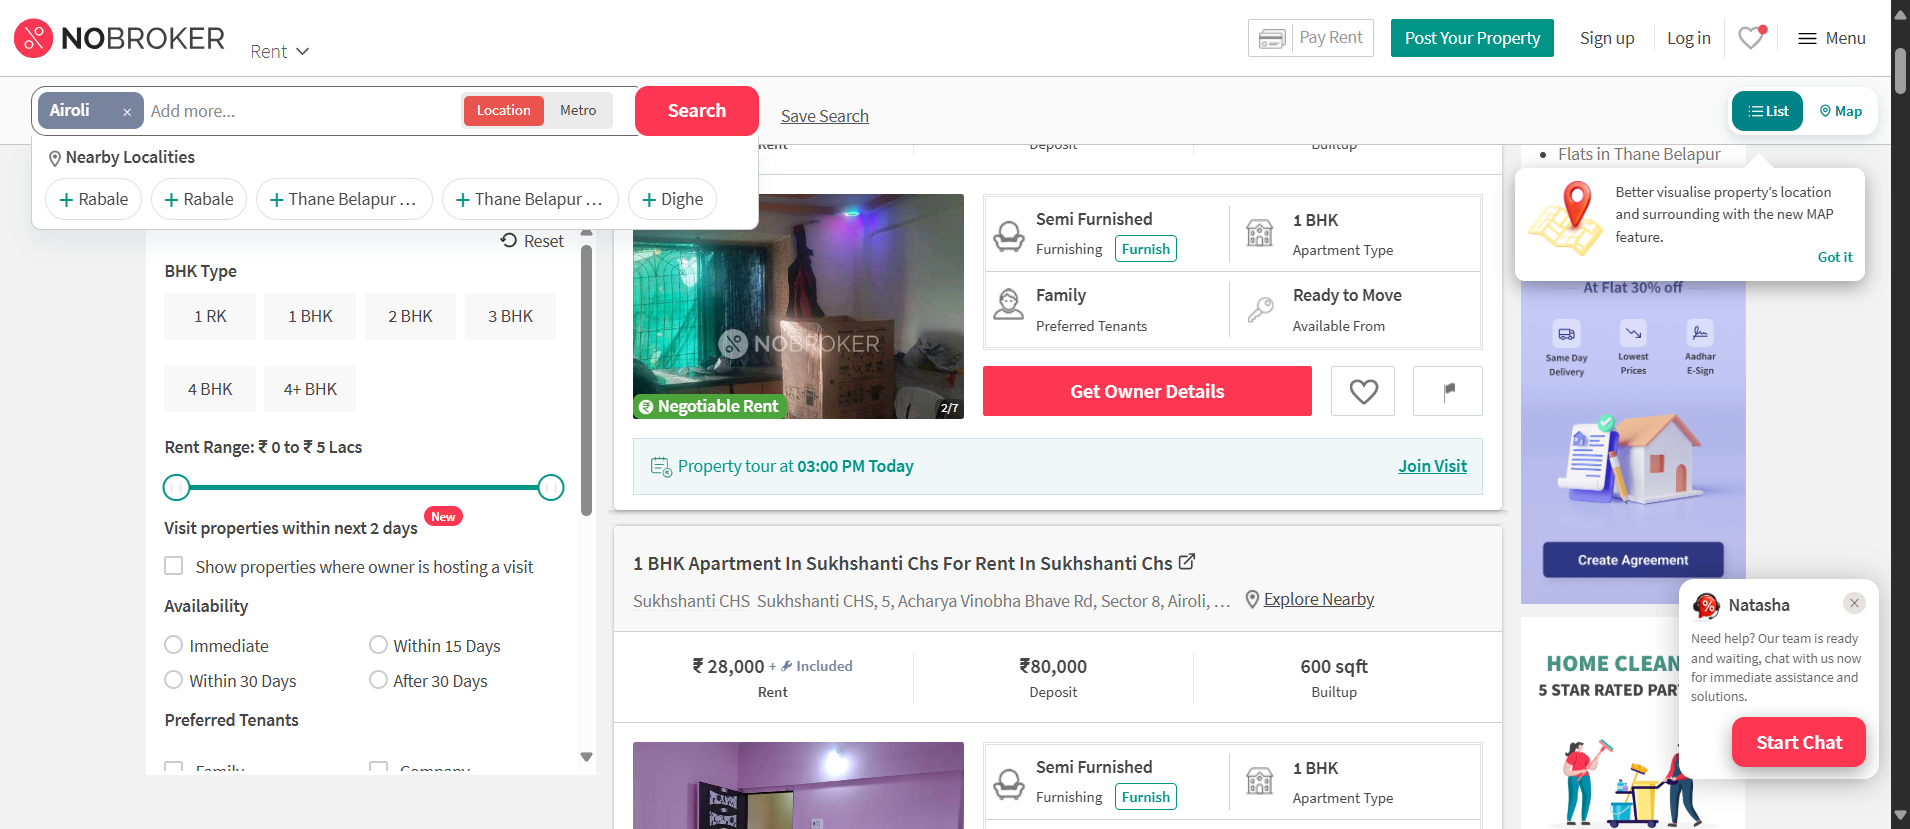 NOBROKER
Rent
Pay Rent
Post Your Property
Sign up
Log in
Menu
Airoli ×
Add more...
Location
Metro
Search
Save Search
List
Map
Nearby Localities
+ Rabale
+ Rabale
+ Thane Belapur ...
+ Thane Belapur ...
+ Dighe
Rent
Deposit
Builtup
Flats in Thane Belapur
Better visualise property's location
and surrounding with the new MAP
feature.
Got it
Reset
BHK Type
1 RK
1 BHK
2 BHK
3 BHK
4 BHK
4+ BHK
Rent Range: ₹ 0 to ₹ 5 Lacs
Visit properties within next 2 days
New
Show properties where owner is hosting a visit
Availability
Immediate
Within 15 Days
Within 30 Days
After 30 Days
Preferred Tenants
Family
Company
NOBROKER
Negotiable Rent
2/7
Semi Furnished
Furnishing
Furnish
1 BHK
Apartment Type
Family
Preferred Tenants
Ready to Move
Available From
Get Owner Details
Property tour at 03:00 PM Today
Join Visit
1 BHK Apartment In Sukhshanti Chs For Rent In Sukhshanti Chs
Sukhshanti CHS Sukhshanti CHS, 5, Acharya Vinobha Bhave Rd, Sector 8, Airoli, ...
Explore Nearby
₹ 28,000 + Included
Rent
₹80,000
Deposit
600 sqft
Builtup
Semi Furnished
Furnishing
Furnish
1 BHK
Apartment Type
At Flat 30% off
Same Day
Delivery
Lowest
Prices
Aadhar
E-Sign
Create Agreement
HOME CLEAN
5 STAR RATED PAR
Natasha
Need help? Our team is ready
and waiting, chat with us now
for immediate assistance and
solutions.
Start Chat